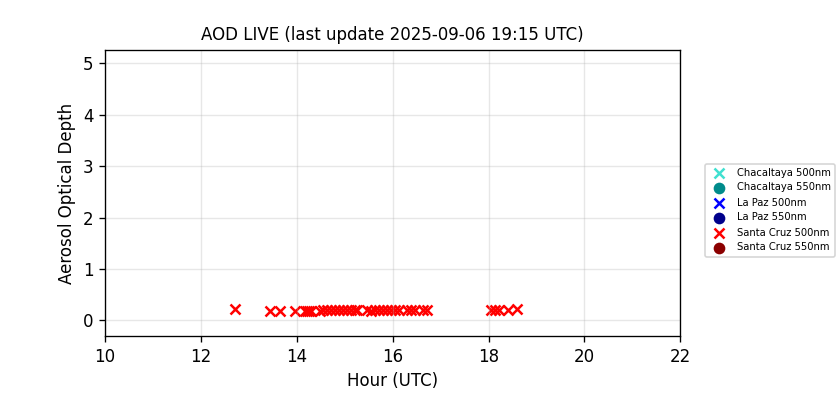 AOD LIVE (last update 2025-09-06 19:15 UTC)
Aerosol Optical Depth
5
4
3
2
1
0
10 12 14 16 18 20 22
Hour (UTC)
Chacaltaya 500nm
Chacaltaya 550nm
La Paz 500nm
La Paz 550nm
Santa Cruz 500nm
Santa Cruz 550nm